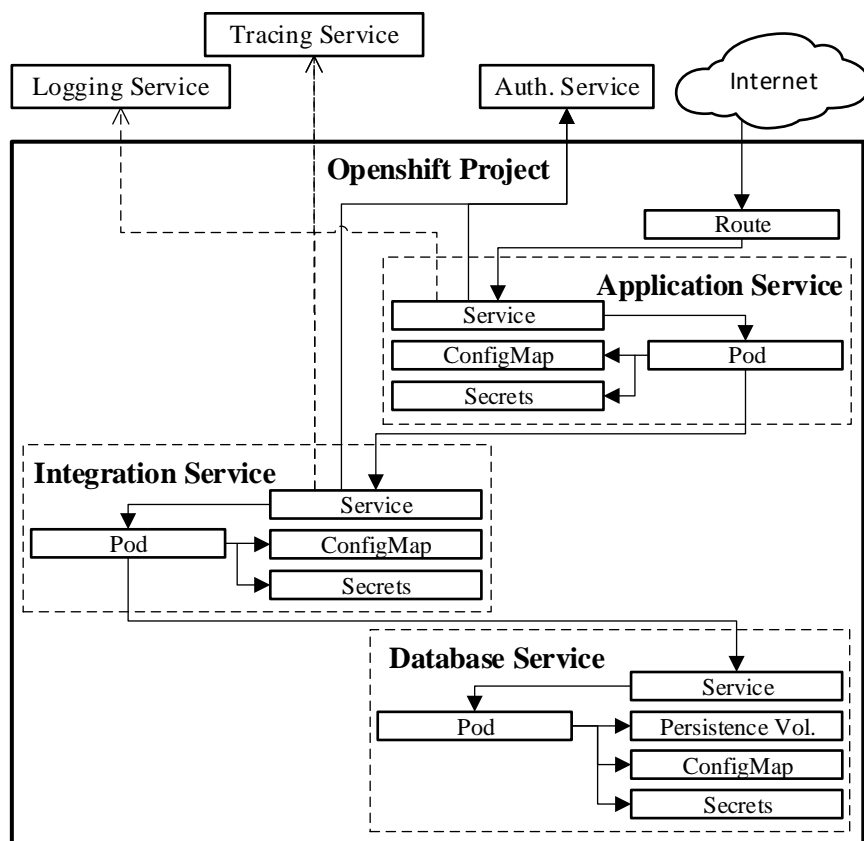 Tracing Service
Logging Service
Auth. Service
Internet
Openshift Project
Route
Application Service
Service
ConfigMap
Pod
Secrets
Integration Service
Service
Pod
ConfigMap
Secrets
Database Service
Service
Pod
Persistence Vol.
ConfigMap
Secrets